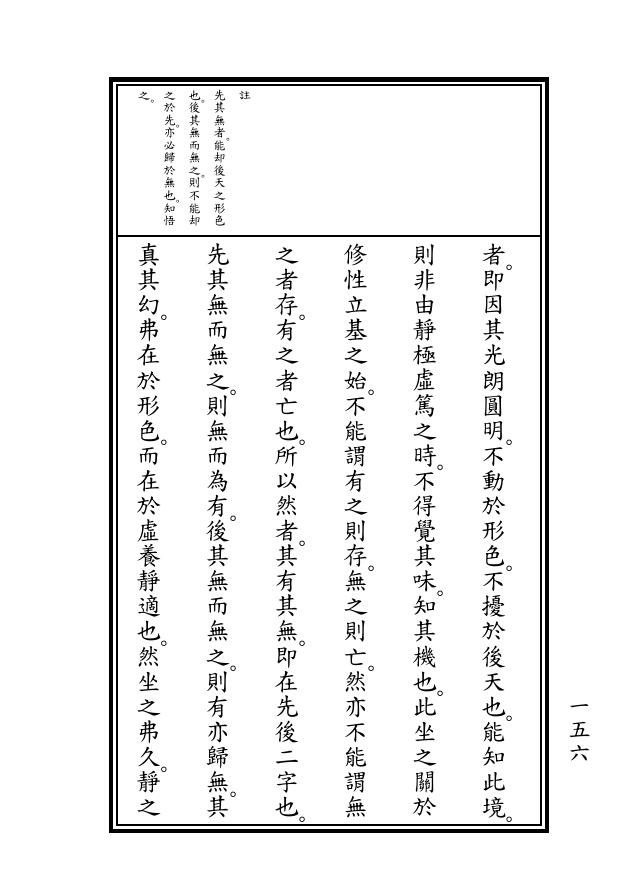 註
先其無者。能却後天之形色
也。後其無而無之。則不能却
之於先。亦必歸於無也。知悟
之。
者。即因其光朗圓明。不動於形色。不擾於後天也。能知此境。
則非由靜極虛篤之時。不得覺其味。知其機也。此坐之關於
修性立基之始。不能謂有之則存。無之則亡。然亦不能謂無
之者存。有之者亡也。所以然者。其有其無。即在先後二字也。
先其無而無之。則無而為有。後其無而無之。則有亦歸無。其
真其幻。弗在於形色。而在於虛養靜適也。然坐之弗久。靜之
一五六